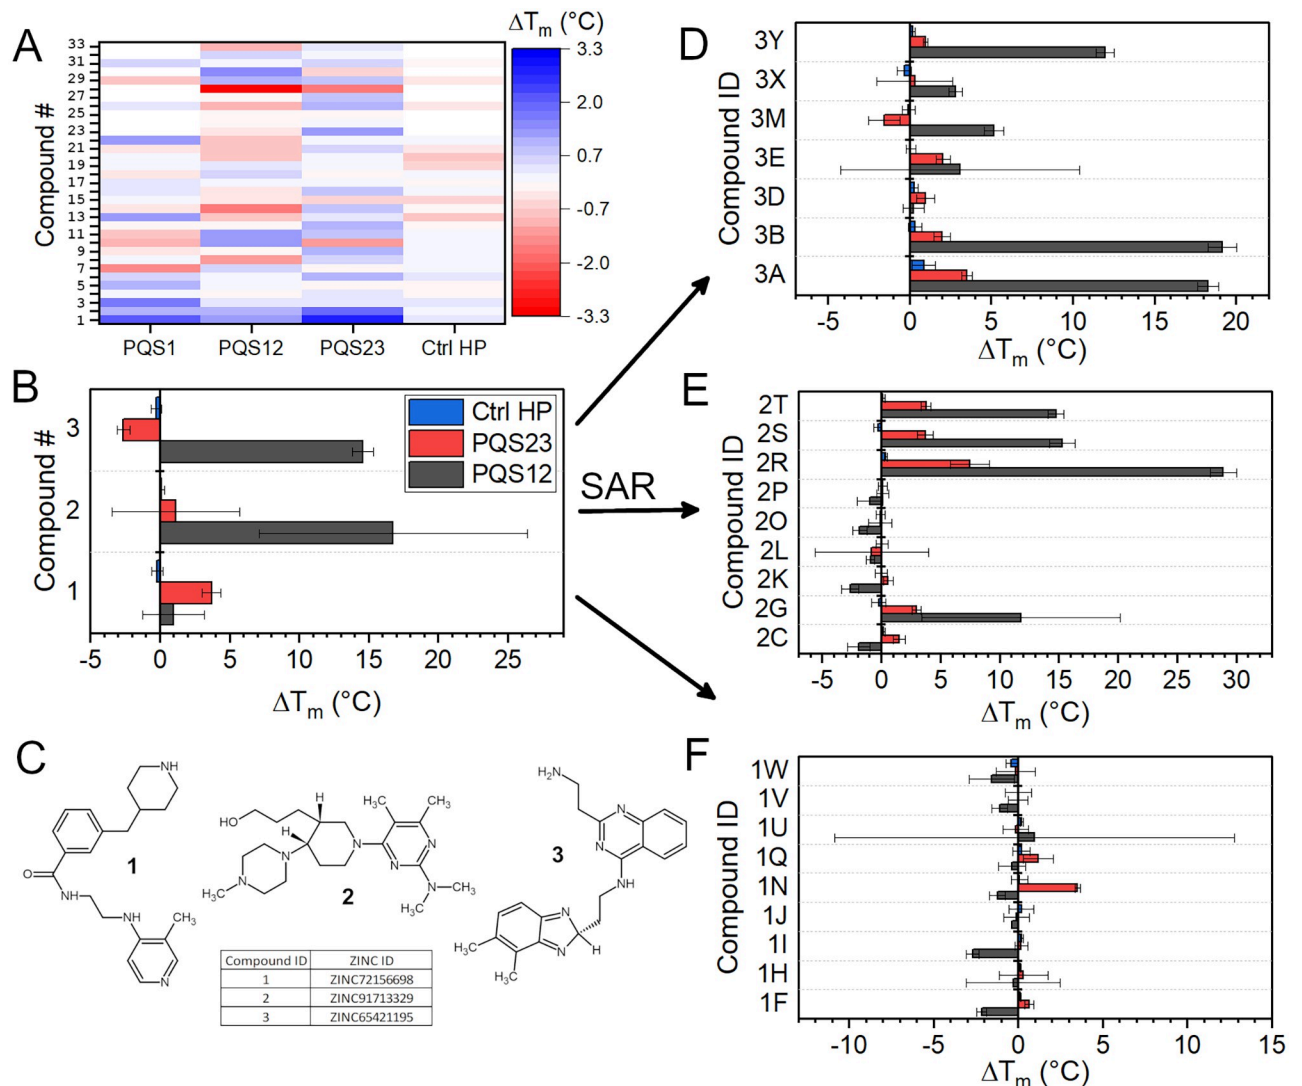 A
ΔTm (°C)
Compound #
33
31
29
27
25
23
21
19
17
15
13
11
9
7
5
3
1
PQS1 PQS12 PQS23 Ctrl HP
3.3
2.0
0.7
-0.7
-2.0
-3.3
B
Compound #
3
2
1
Ctrl HP
PQS23
PQS12
-5 0 5 10 15 20 25
ΔTm (°C)
SAR
C
NH
O
NH
NH
H3C
N
1
HO
H
H
N
N
N
H3C
CH3
H3C
N
N
N
CH3
H3C
2
H2N
N
N
NH
N
N
H
H3C
H3C
3
Compound ID ZINC ID
1 ZINC72156698
2 ZINC91713329
3 ZINC65421195
D
Compound ID
3Y
3X
3M
3E
3D
3B
3A
-5 0 5 10 15 20
ΔTm (°C)
E
Compound ID
2T
2S
2R
2P
2O
2L
2K
2G
2C
-5 0 5 10 15 20 25 30
ΔTm (°C)
F
Compound ID
1W
1V
1U
1Q
1N
1J
1I
1H
1F
-10 -5 0 5 10 15
ΔTm (°C)